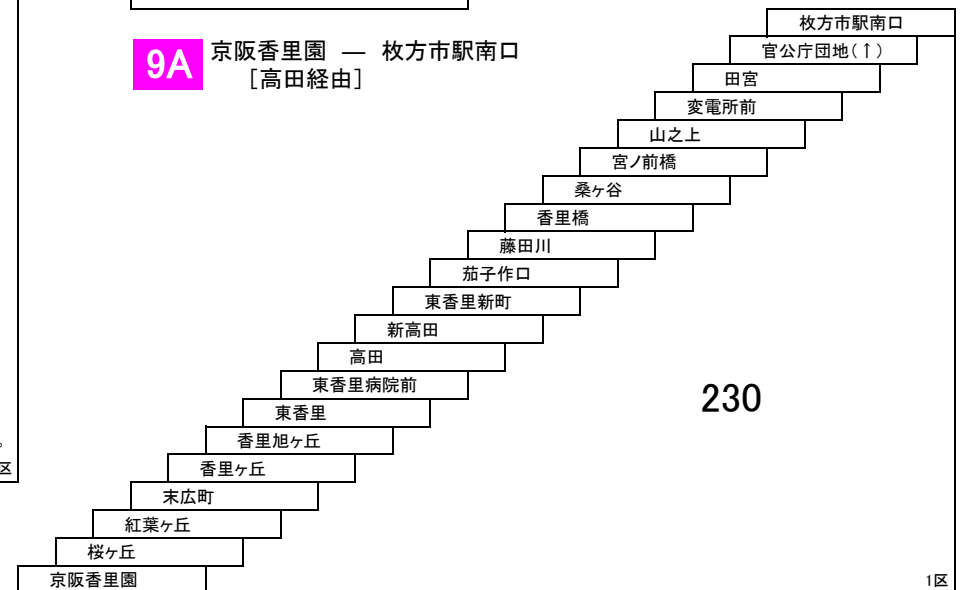 9A
京阪香里園 ― 枚方市駅南口
［高田経由］
枚方市駅南口
官公庁団地(↑)
田宮
変電所前
山之上
宮ノ前橋
桑ヶ谷
香里橋
藤田川
茄子作口
東香里新町
新高田
高田
東香里病院前
230
東香里
香里旭ヶ丘
。
香里ヶ丘
区
末広町
紅葉ヶ丘
桜ヶ丘
京阪香里園
1区